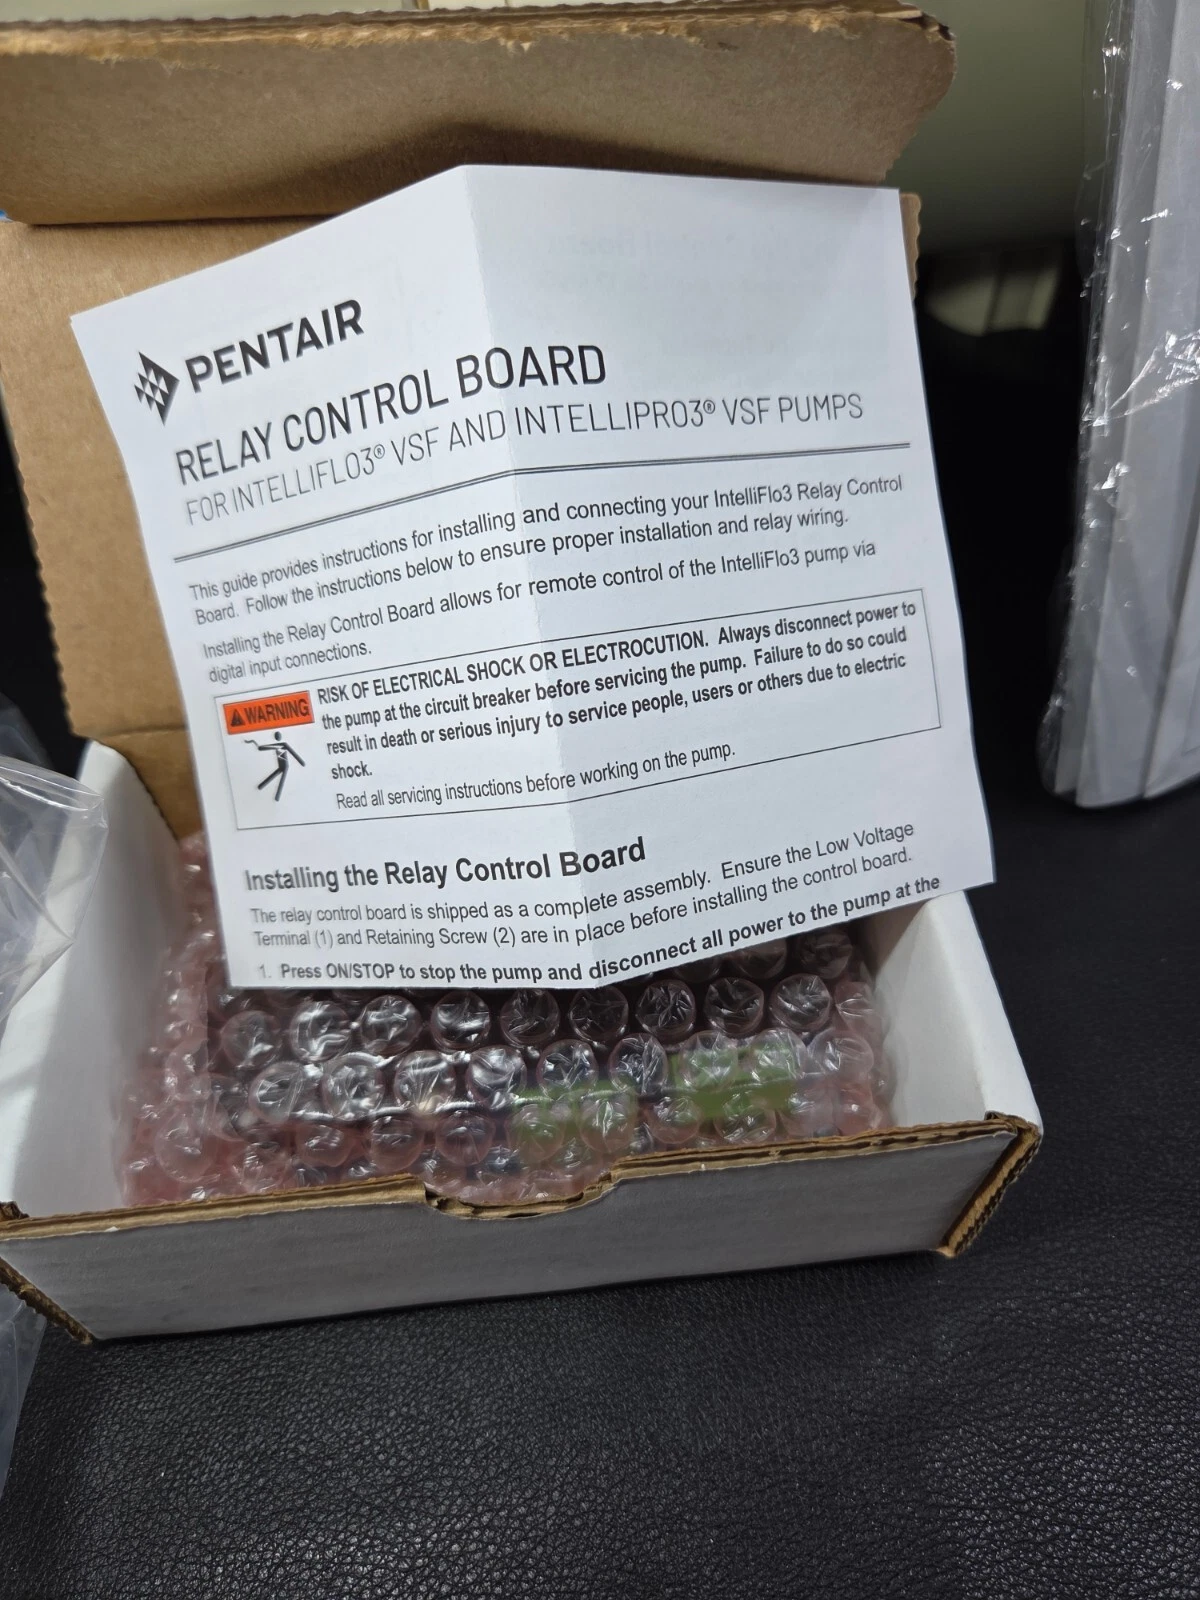 PENTAIR
RELAY CONTROL BOARD
FOR INTELLIFLO3® VSF AND INTELLIPRO3® VSF PUMPS
This guide provides instructions for installing and connecting your IntelliFlo3 Relay Control
Board. Follow the instructions below to ensure proper installation and relay wiring.
Installing the Relay Control Board allows for remote control of the IntelliFlo3 pump via
digital input connections.
WARNING
RISK OF ELECTRICAL SHOCK OR ELECTROCUTION. Always disconnect power to
the pump at the circuit breaker before servicing the pump. Failure to do so could
result in death or serious injury to service people, users or others due to electric
shock.
Read all servicing instructions before working on the pump.
Installing the Relay Control Board
The relay control board is shipped as a complete assembly. Ensure the Low Voltage
Terminal (1) and Retaining Screw (2) are in place before installing the control board.
1. Press ON/STOP to stop the pump and disconnect all power to the pump at the